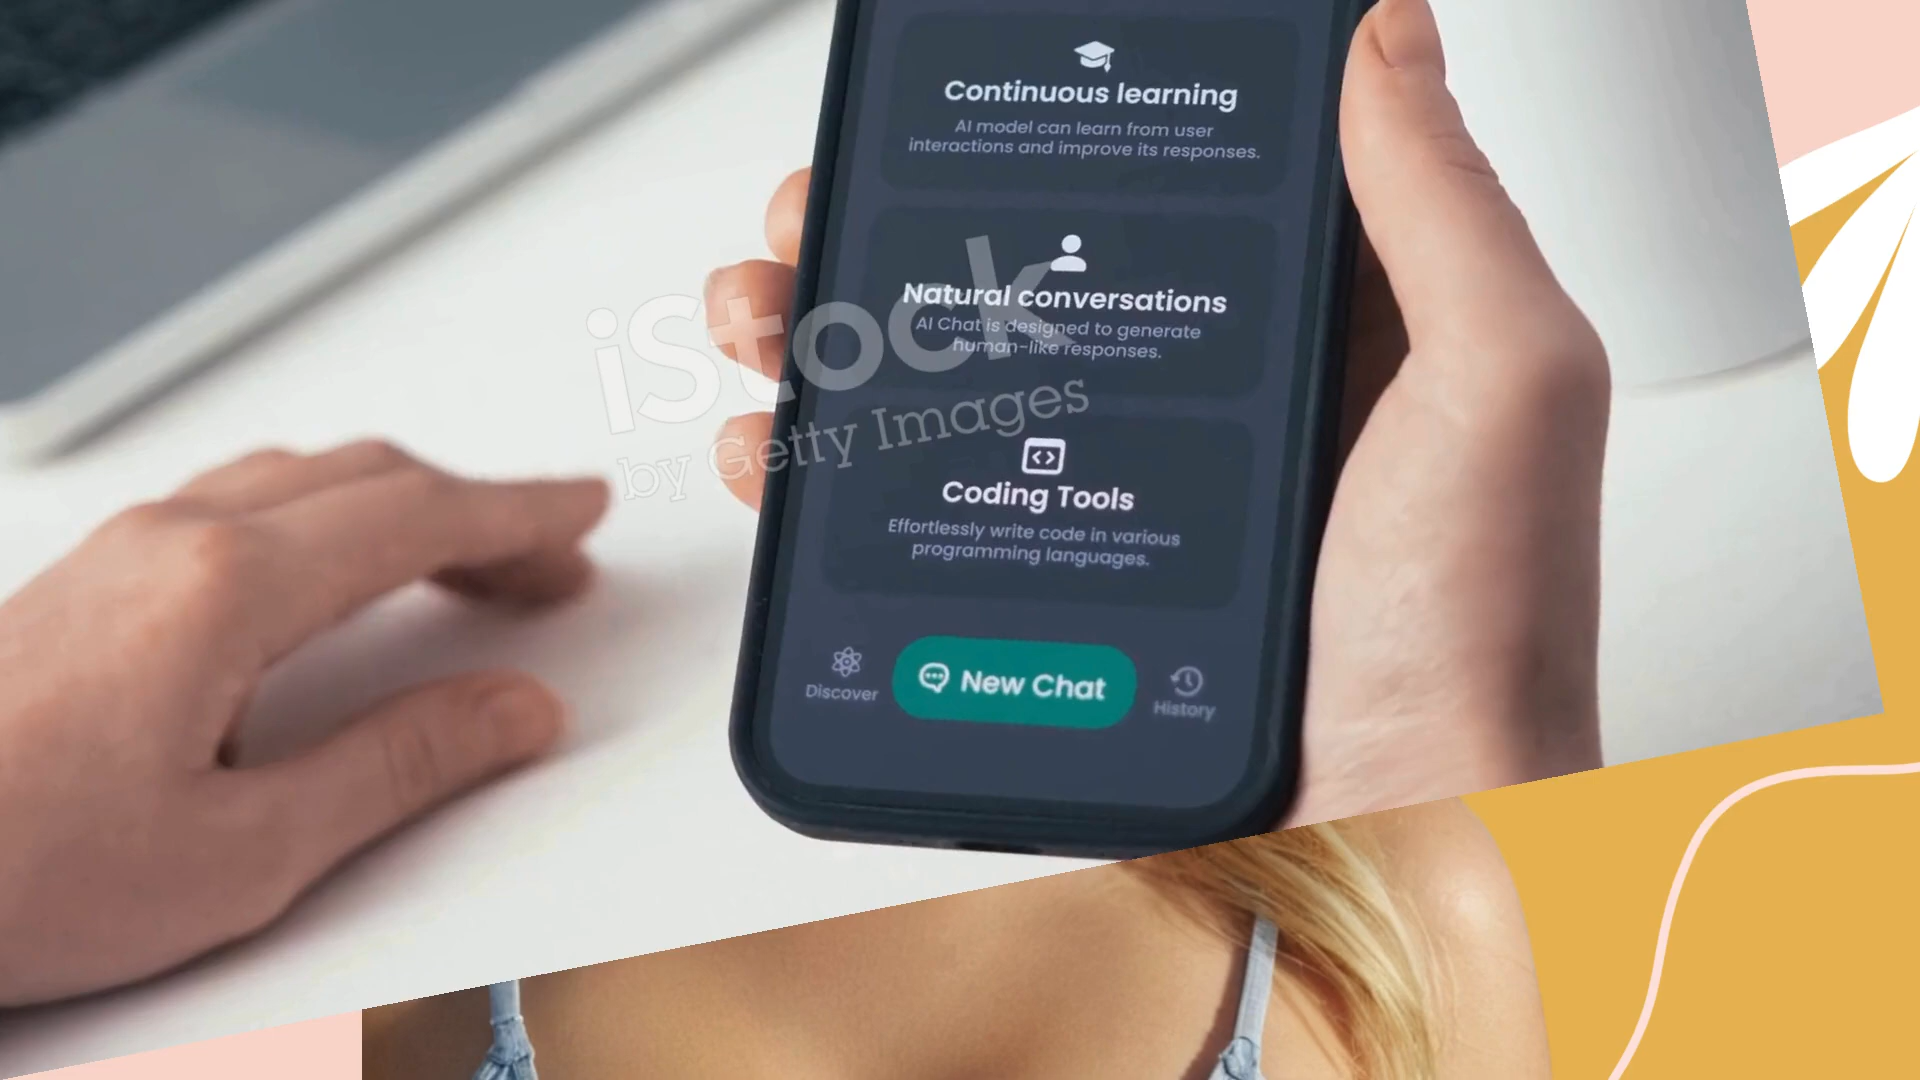 Continuous learning
AI model can learn from user
interactions and improve its responses.
Natural conversations
AI Chat is designed to generate
human-like responses.
iStock
by Getty Images
Coding Tools
Effortlessly write code in various
programming languages.
Discover
New Chat
History